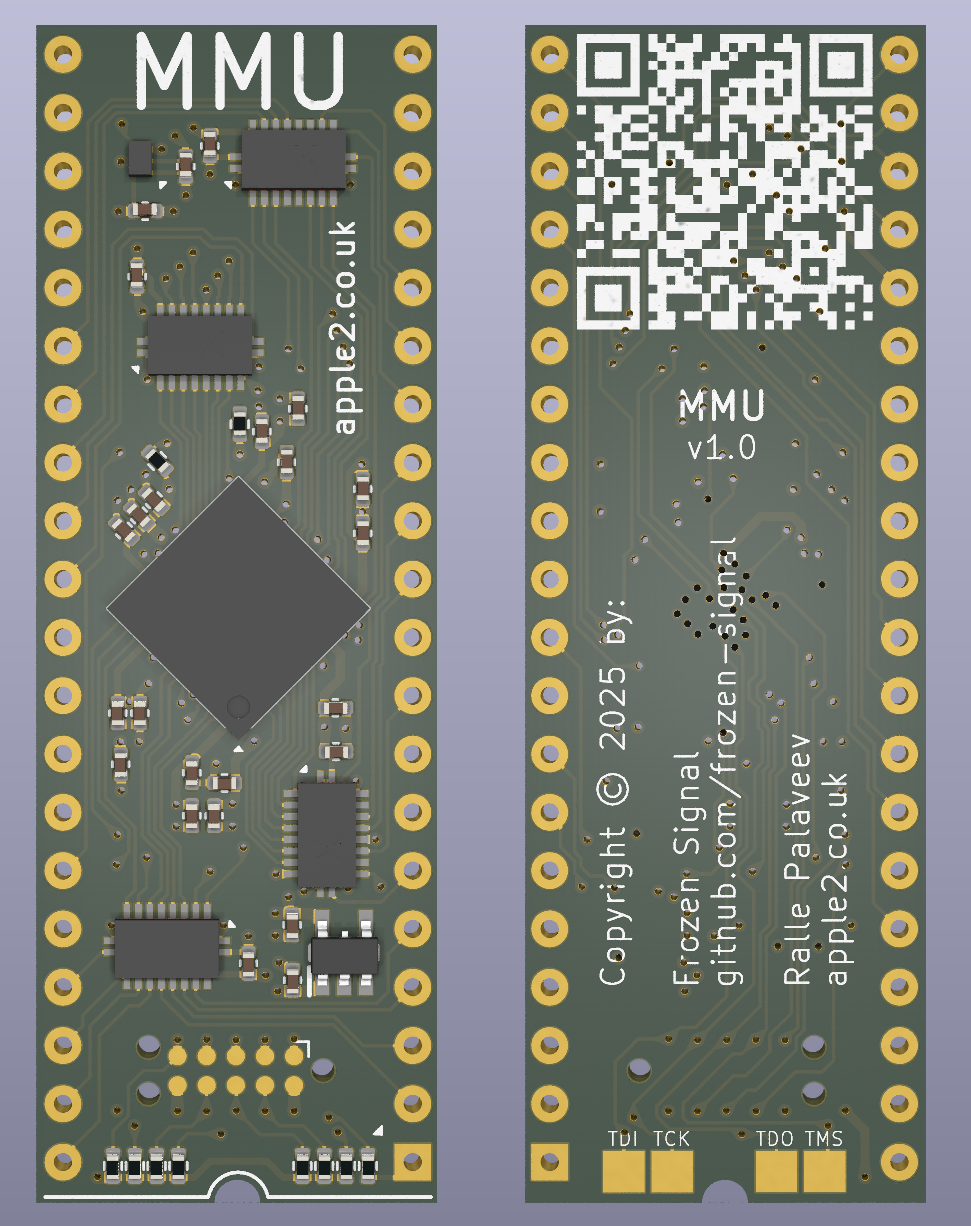 MMU
apple2.co.uk
MMU
v1.0
Copyright © 2025 by:
Frozen Signal
github.com/frozen-signal
Ralle Palaveev
apple2.co.uk
TDI TCK TDO TMS